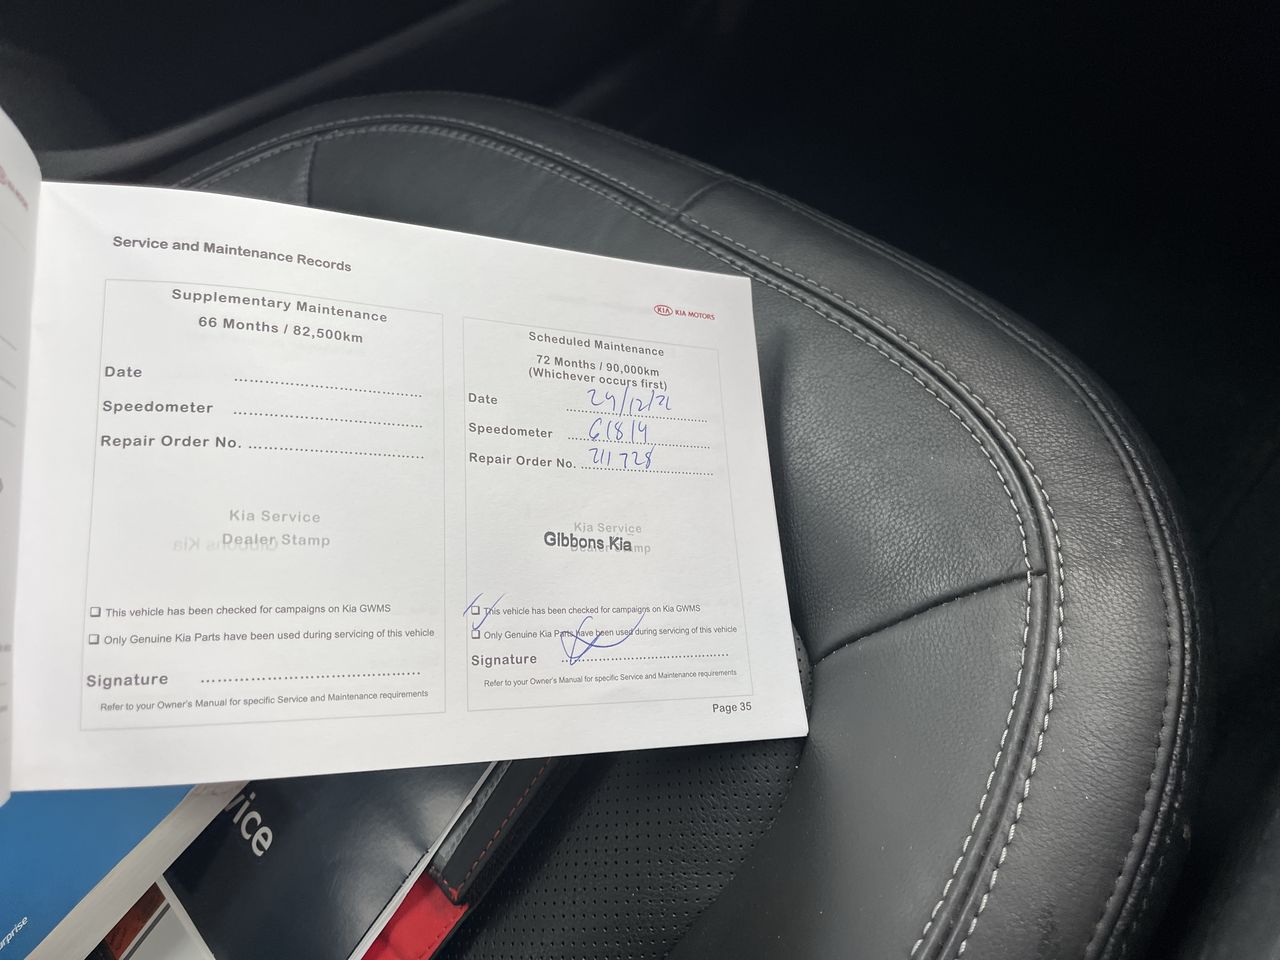 Service and Maintenance Records
Supplementary Maintenance
66 Months / 82,500km
Date
Speedometer
Repair Order No.
Kia Service
Dealer Stamp
❑ This vehicle has been checked for campaigns on Kia GWMS
❑ Only Genuine Kia Parts have been used during servicing of this vehicle
Signature
Refer to your Owner's Manual for specific Service and Maintenance requirements
KIA KIA MOTORS
Scheduled Maintenance
72 Months / 90,000km
(Whichever occurs first)
Date
Speedometer 61814
Repair Order No. 211728
Kia Service
Gibbons Kia
❑ This vehicle has been checked for campaigns on Kia GWMS
❑ Only Genuine Kia Parts have been used during servicing of this vehicle
Signature
Refer to your Owner's Manual for specific Service and Maintenance requirements
Page 35
vice